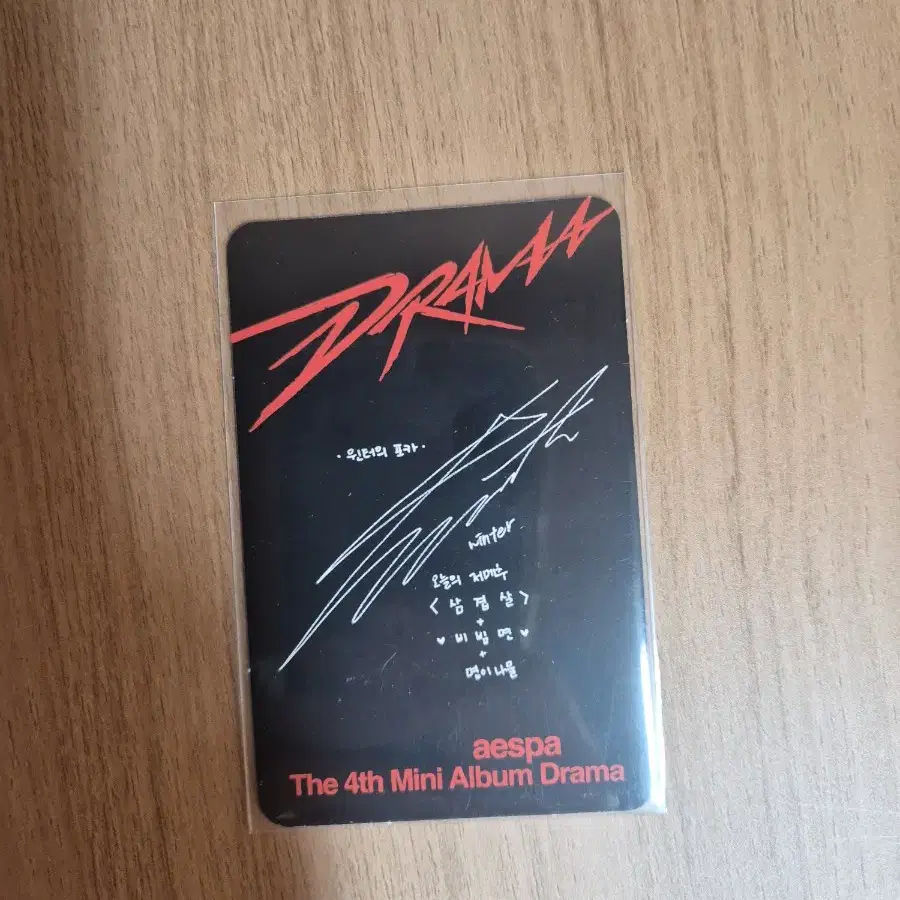 DRAMA
· 윈터의 포카 ·
winter
오늘의 저메추
< 삼 겹 살 >
+
♥ 비 빔 면 ♥
+
명이나물
aespa
The 4th Mini Album Drama